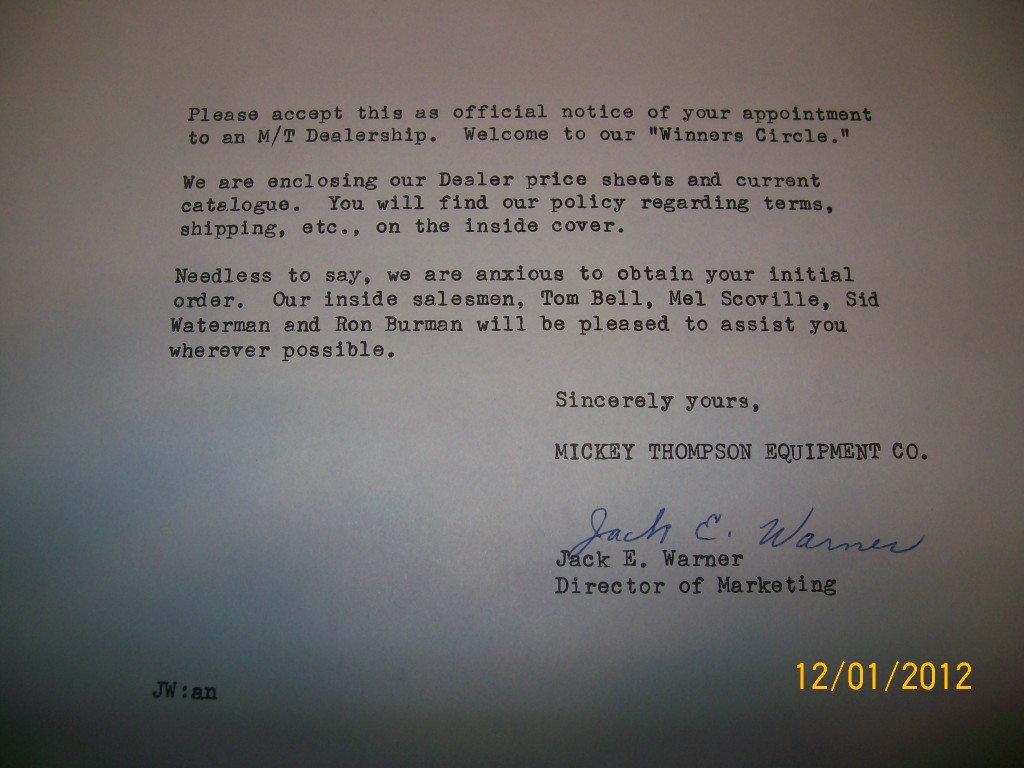 Please accept this as official notice of your appointment
to an M/T Dealership. Welcome to our "Winners Circle."
We are enclosing our Dealer price sheets and current
catalogue. You will find our policy regarding terms,
shipping, etc., on the inside cover.
Needless to say, we are anxious to obtain your initial
order. Our inside salesmen, Tom Bell, Mel Scoville, Sid
Waterman and Ron Burman will be pleased to assist you
wherever possible.
Sincerely yours,
MICKEY THOMPSON EQUIPMENT CO.
Jack E. Warner
Jack E. Warner
Director of Marketing
JW:an
12/01/2012